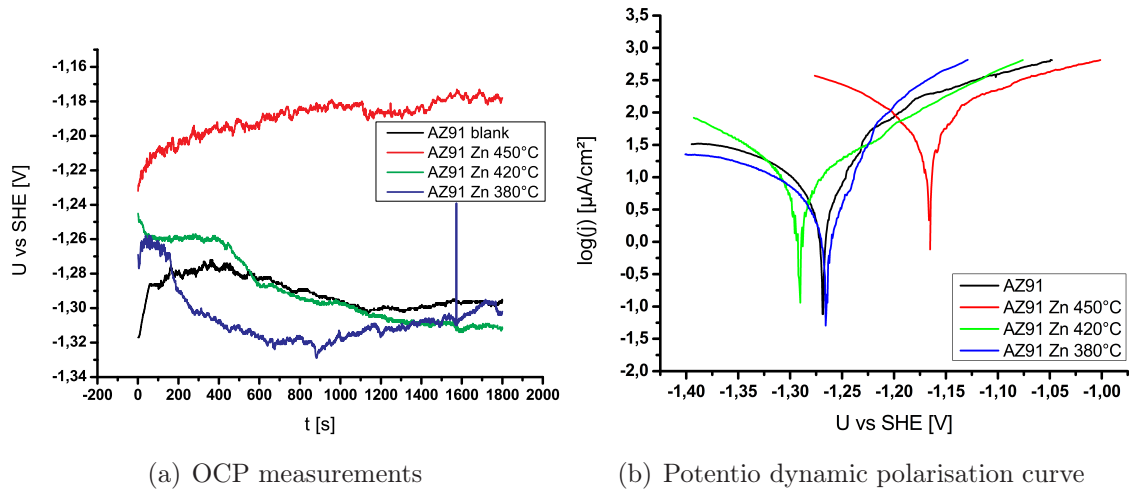 -1,16
-1,18
-1,20
-1,22
-1,24
-1,26
-1,28
-1,30
-1,32
-1,34
U vs SHE [V]
-200 0 200 400 600 800 1000 1200 1400 1600 1800 2000
t [s]
AZ91 blank
AZ91 Zn 450°C
AZ91 Zn 420°C
AZ91 Zn 380°C
(a) OCP measurements
3,5
3,0
2,5
2,0
1,5
1,0
0,5
0,0
-0,5
-1,0
-1,5
-2,0
log(j) [µA/cm²]
-1,40 -1,35 -1,30 -1,25 -1,20 -1,15 -1,10 -1,05 -1,00
U vs SHE [V]
AZ91
AZ91 Zn 450°C
AZ91 Zn 420°C
AZ91 Zn 380°C
(b) Potentio dynamic polarisation curve